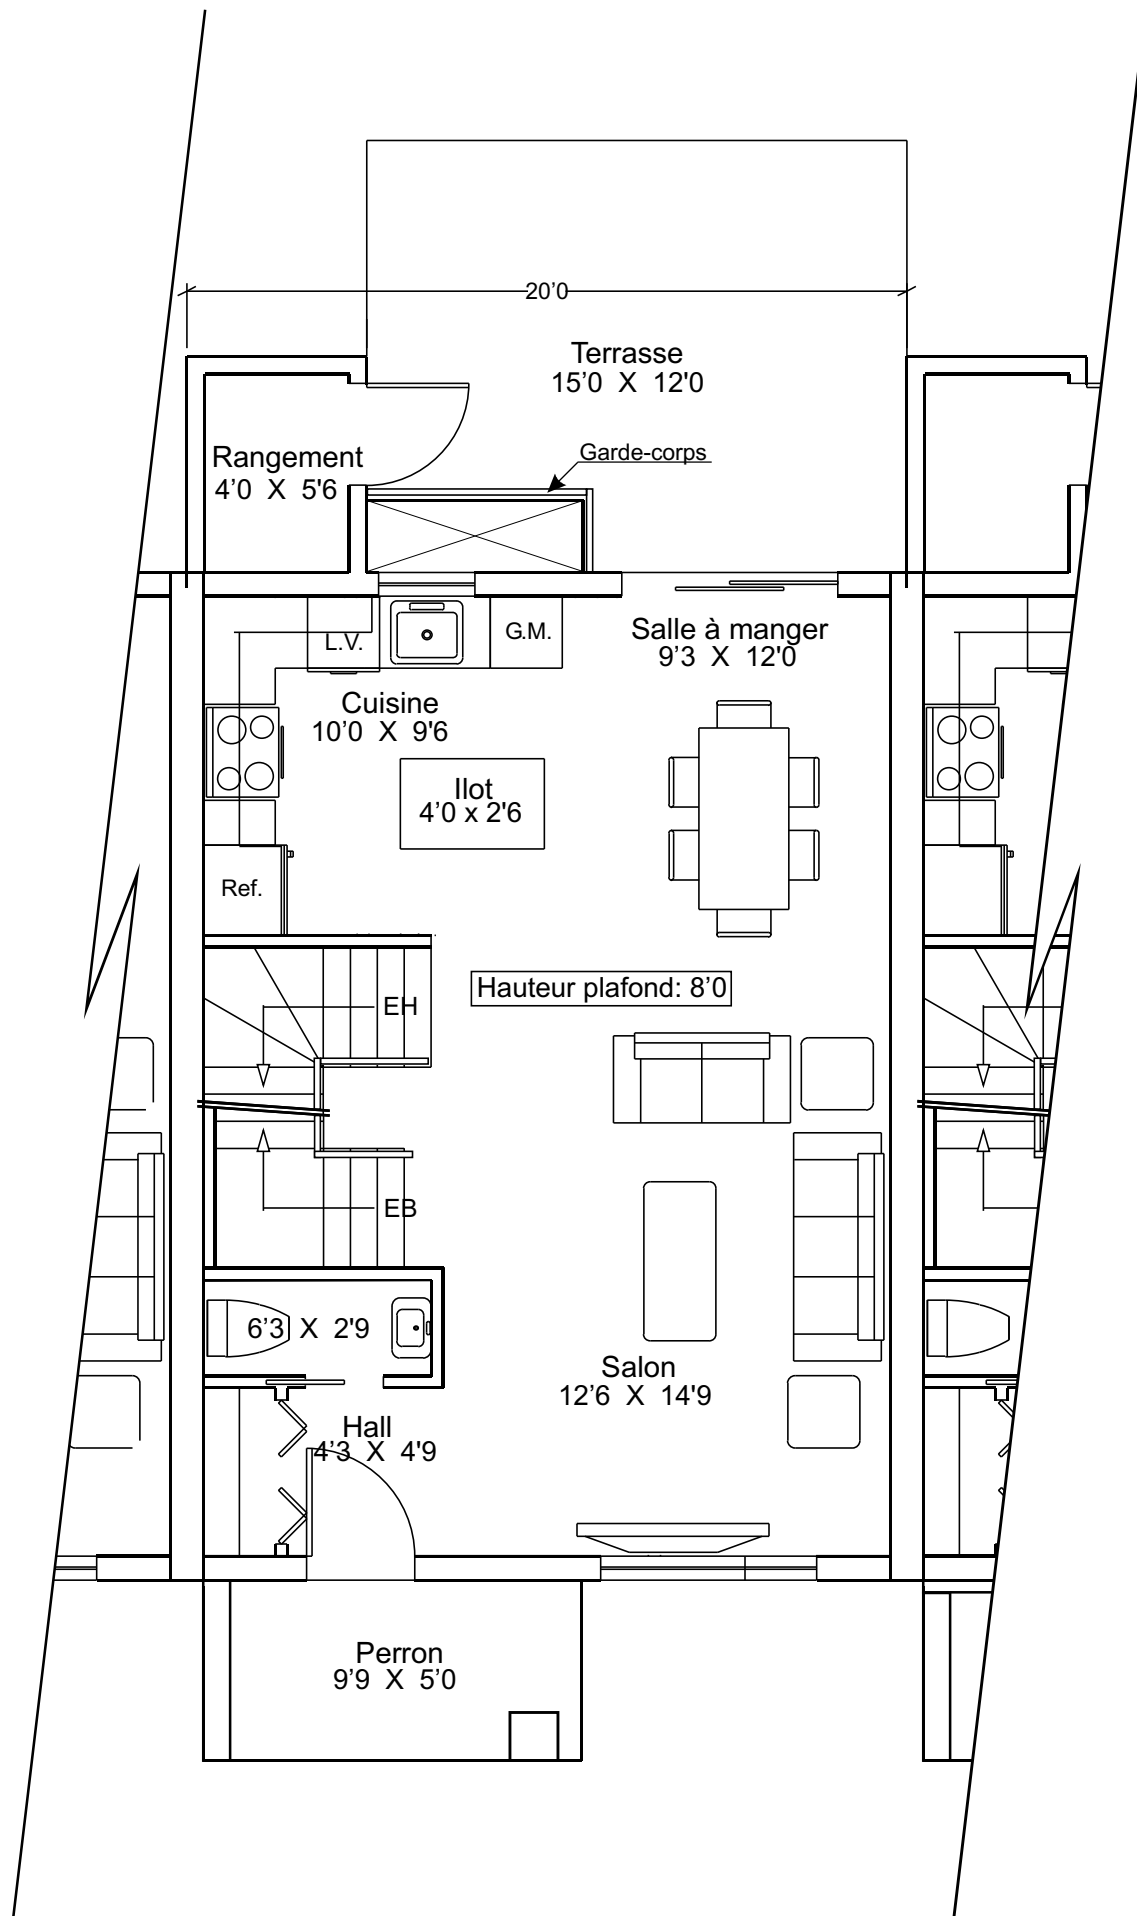 20'0
Terrasse
15'0 X 12'0
Garde-corps
Rangement
4'0 X 5'6
L.V.
G.M.
Salle à manger
9'3 X 12'0
Cuisine
10'0 X 9'6
Ilot
4'0 x 2'6
Ref.
Hauteur plafond: 8'0
EH
EB
6'3 X 2'9
Salon
12'6 X 14'9
Hall
4'3 X 4'9
Perron
9'9 X 5'0